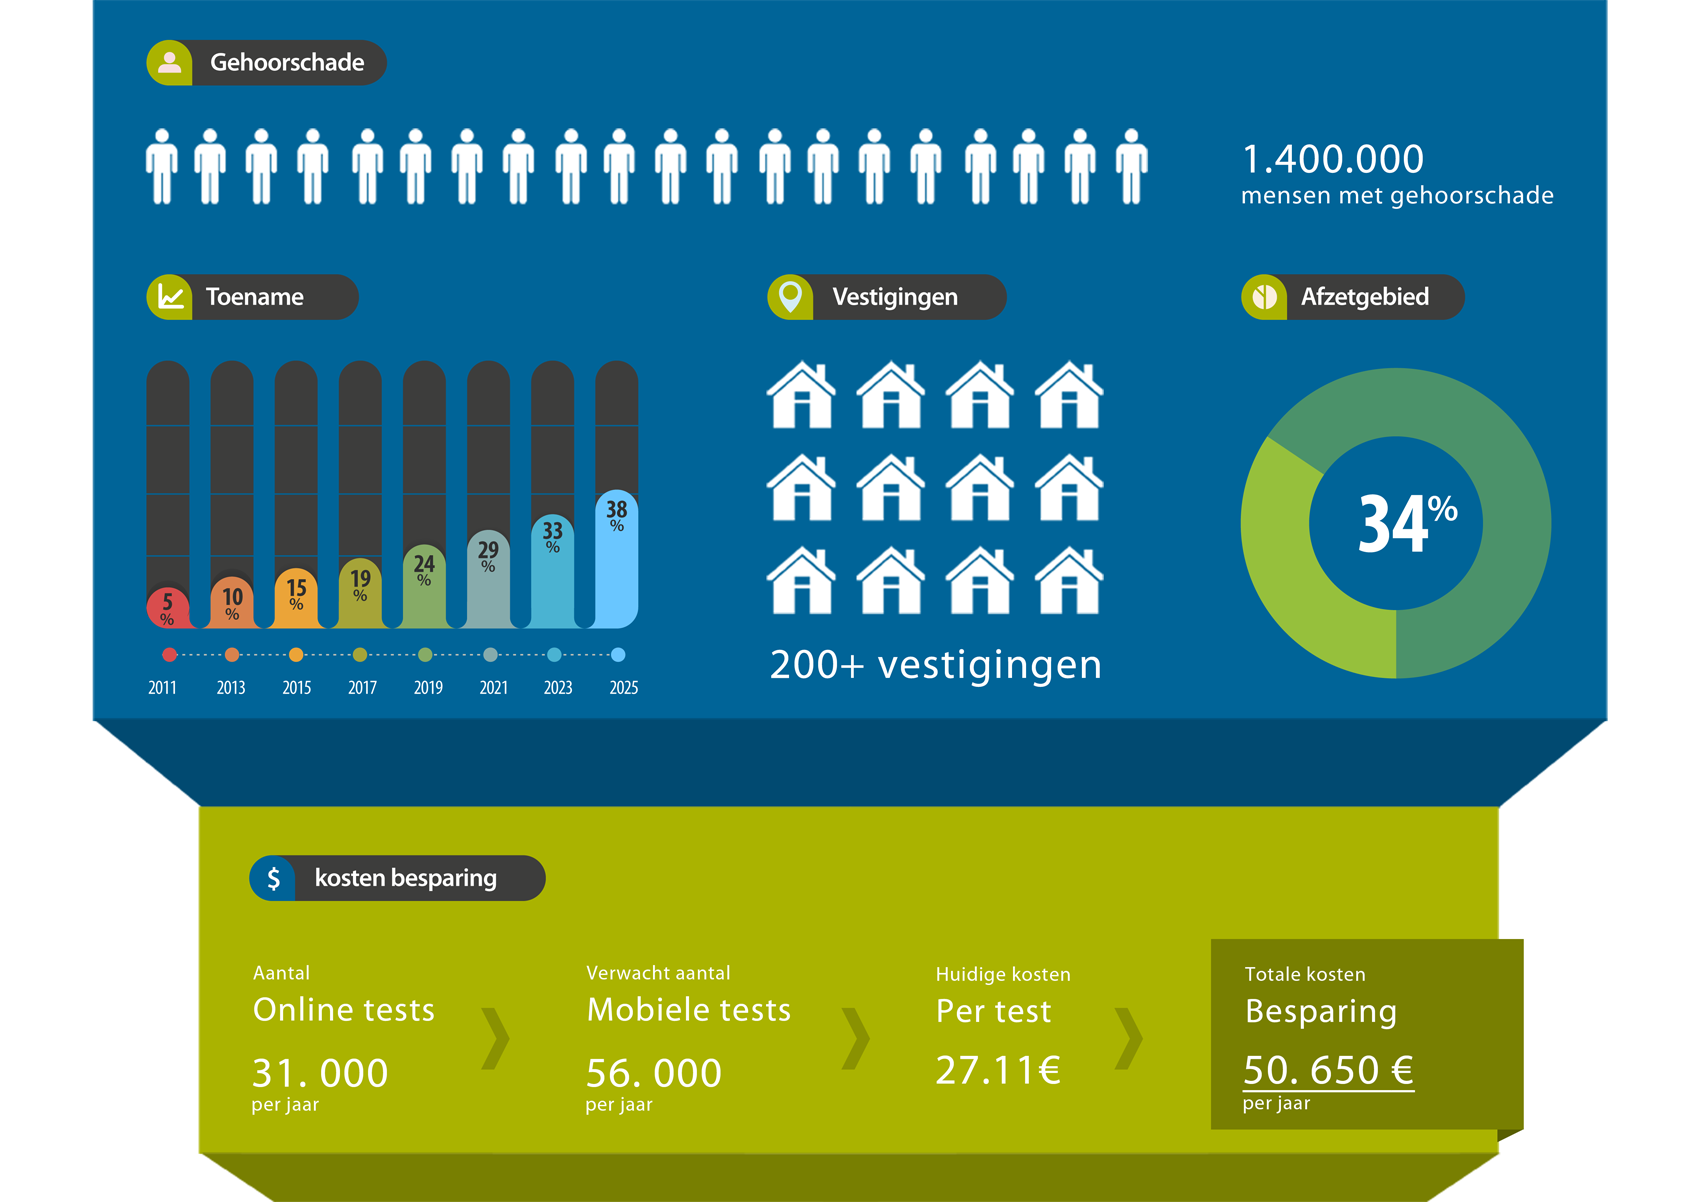 Gehoorschade
1.400.000
mensen met gehoorschade
Toename
Vestigingen
Afzetgebied
5
%
10
%
15
%
19
%
24
%
29
%
33
%
38
%
2011 2013 2015 2017 2019 2021 2023 2025
200+ vestigingen
34%
$ kosten besparing
Aantal
Online tests
31. 000
per jaar
Verwacht aantal
Mobiele tests
56. 000
per jaar
Huidige kosten
Per test
27.11€
Totale kosten
Besparing
50. 650 €
per jaar